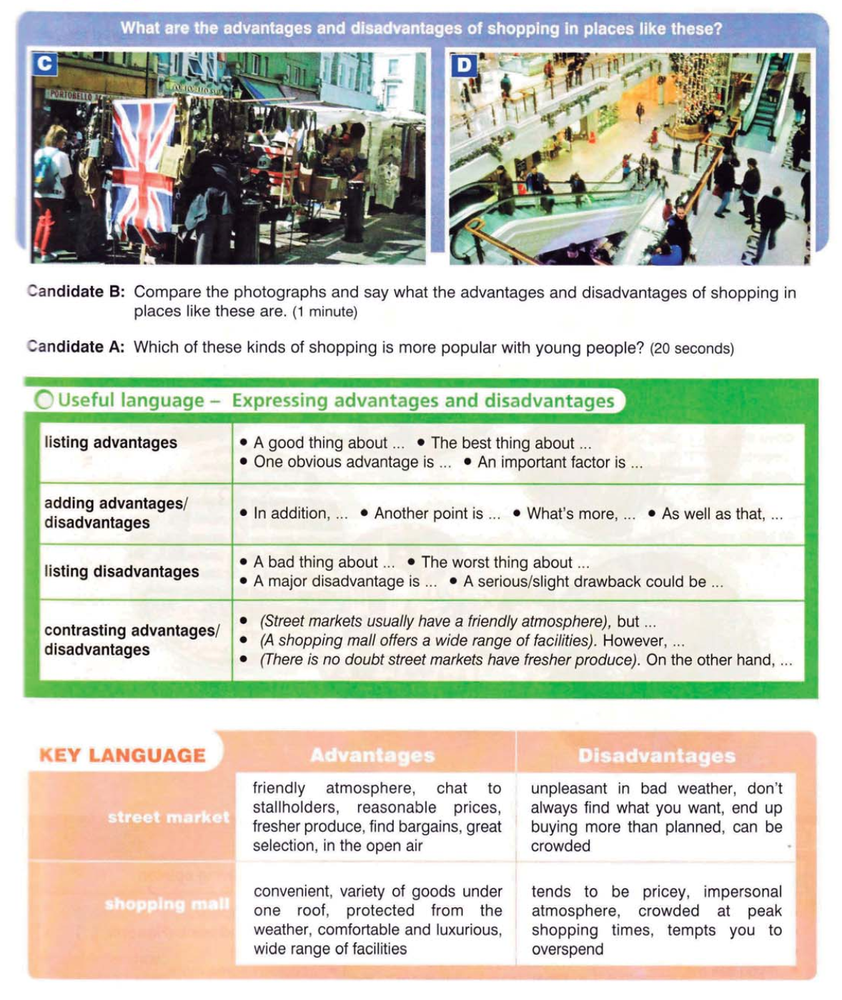 What are the advantages and disadvantages of shopping in places like these?
C
D
PORTOBELLO
Candidate B: Compare the photographs and say what the advantages and disadvantages of shopping in
places like these are. (1 minute)
Candidate A: Which of these kinds of shopping is more popular with young people? (20 seconds)
Useful language – Expressing advantages and disadvantages
listing advantages
• A good thing about ... • The best thing about ...
• One obvious advantage is ... • An important factor is ...
adding advantages/
disadvantages
• In addition, ... • Another point is ... • What's more, ... • As well as that, ...
listing disadvantages
• A bad thing about ... • The worst thing about ...
• A major disadvantage is ... • A serious/slight drawback could be ...
contrasting advantages/
disadvantages
• (Street markets usually have a friendly atmosphere), but ...
• (A shopping mall offers a wide range of facilities). However, ...
• (There is no doubt street markets have fresher produce). On the other hand, ...
KEY LANGUAGE
Advantages
Disadvantages
street market
friendly atmosphere, chat to
stallholders, reasonable prices,
fresher produce, find bargains, great
selection, in the open air
unpleasant in bad weather, don't
always find what you want, end up
buying more than planned, can be
crowded
shopping mall
convenient, variety of goods under
one roof, protected from the
weather, comfortable and luxurious,
wide range of facilities
tends to be pricey, impersonal
atmosphere, crowded at peak
shopping times, tempts you to
overspend